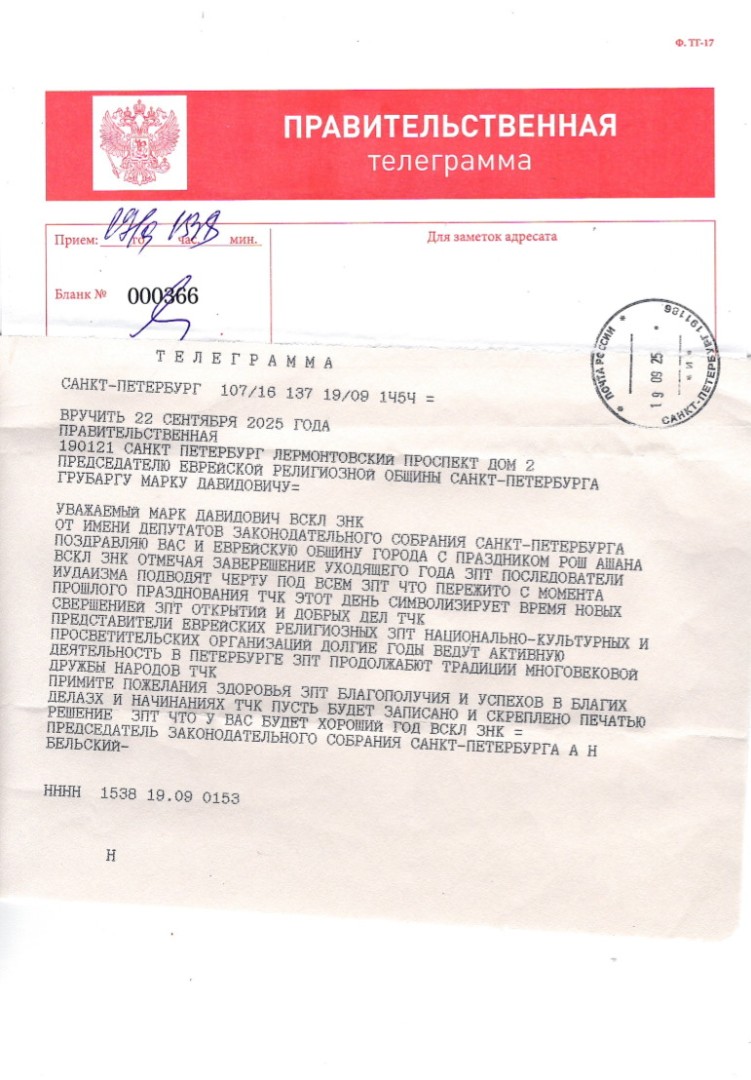 Ф. ТГ-17
ПРАВИТЕЛЬСТВЕННАЯ
телеграмма
Прием: го час. мин.
Для заметок адресата
Бланк № 000366
ПОЧТА РОССИИ
САНКТ-ПЕТЕРБУРГ 191186
19 09 25
«И»
ТЕЛЕГРАММА
САНКТ-ПЕТЕРБУРГ 107/16 137 19/09 1454 =
ВРУЧИТЬ 22 СЕНТЯБРЯ 2025 ГОДА
ПРАВИТЕЛЬСТВЕННАЯ
190121 САНКТ ПЕТЕРБУРГ ЛЕРМОНТОВСКИЙ ПРОСПЕКТ ДОМ 2
ПРЕДСЕДАТЕЛЮ ЕВРЕЙСКОЙ РЕЛИГИОЗНОЙ ОБЩИНЫ САНКТ-ПЕТЕРБУРГА
ГРУБАРГУ МАРКУ ДАВИДОВИЧУ=
УВАЖАЕМЫЙ МАРК ДАВИДОВИЧ ВСКЛ ЗНК
ОТ ИМЕНИ ДЕПУТАТОВ ЗАКОНОДАТЕЛЬНОГО СОБРАНИЯ САНКТ-ПЕТЕРБУРГА
ПОЗДРАВЛЯЮ ВАС И ЕВРЕЙСКУЮ ОБЩИНУ ГОРОДА С ПРАЗДНИКОМ РОШ АШАНА
ВСКЛ ЗНК ОТМЕЧАЯ ЗАВЕРЕШЕНИЕ УХОДЯЩЕГО ГОДА ЗПТ ПОСЛЕДОВАТЕЛИ
ИУДАИЗМА ПОДВОДЯТ ЧЕРТУ ПОД ВСЕМ ЗПТ ЧТО ПЕРЕЖИТО С МОМЕНТА
ПРОШЛОГО ПРАЗДНОВАНИЯ ТЧК ЭТОТ ДЕНЬ СИМВОЛИЗИРУЕТ ВРЕМЯ НОВЫХ
СВЕРШЕНИЕЙ ЗПТ ОТКРЫТИЙ И ДОБРЫХ ДЕЛ ТЧК
ПРЕДСТАВИТЕЛИ ЕВРЕЙСКИХ РЕЛИГИОЗНЫХ ЗПТ НАЦИОНАЛЬНО-КУЛЬТУРНЫХ И
ПРОСВЕТИТЕЛЬСКИХ ОРГАНИЗАЦИЙ ДОЛГИЕ ГОДЫ ВЕДУТ АКТИВНУЮ
ДЕЯТЕЛЬНОСТЬ В ПЕТЕРБУРГЕ ЗПТ ПРОДОЛЖАБЮТ ТРАДИЦИИ МНОГОВЕКОВОЙ
ДРУЖБЫ НАРОДОВ ТЧК
ПРИМИТЕ ПОЖЕЛАНИЯ ЗДОРОВЬЯ ЗПТ БЛАГОПОЛУЧИЯ И УСПЕХОВ В БЛАГИХ
ДЕЛАЗХ И НАЧИНАНИЯХ ТЧК ПУСТЬ БУДЕТ ЗАПИСАНО И СКРЕПЛЕНО ПЕЧАТЬЮ
РЕШЕНИЕ ЗПТ ЧТО У ВАС БУДЕТ ХОРОШИЙ ГОД ВСКЛ ЗНК =
ПРЕДСЕДАТЕЛЬ ЗАКОНОДАТЕЛЬНОГО СОБРАНИЯ САНКТ-ПЕТЕРБУРГА А Н
БЕЛЬСКИЙ-
НННН 1538 19.09 0153
Н